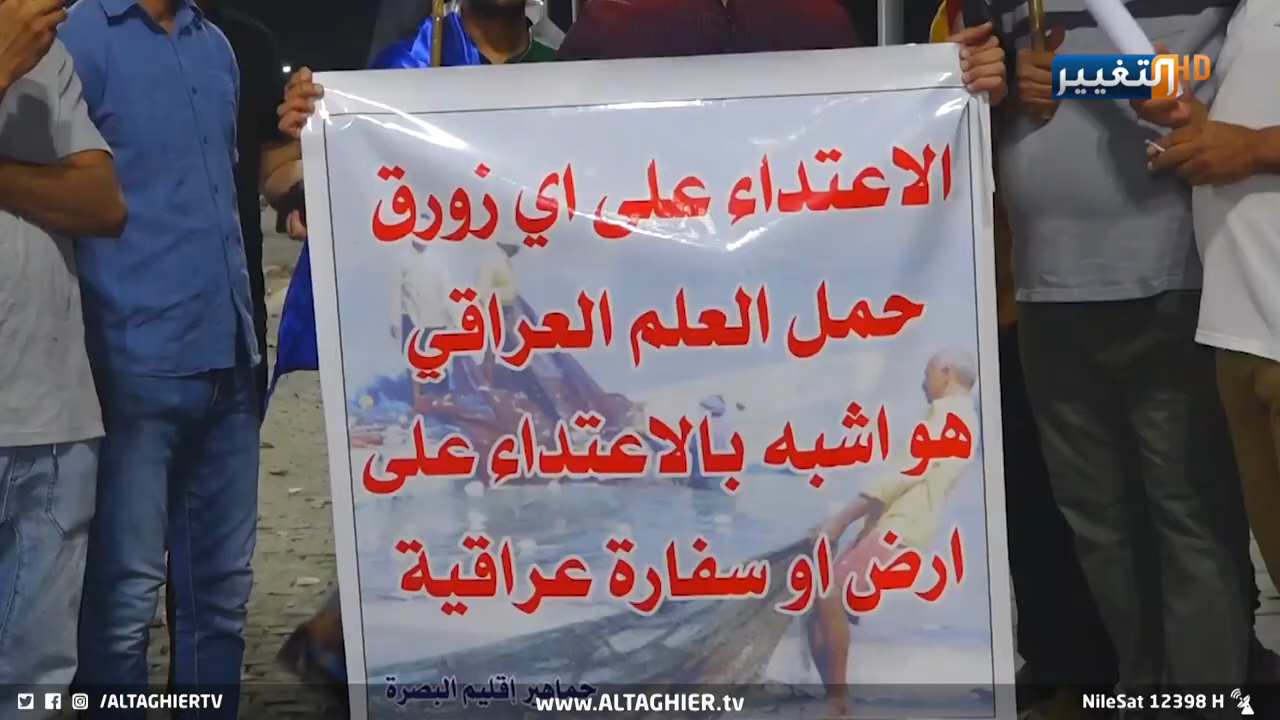 التغيير HD
الاعتداء على اي زورق
حمل العلم العراقي
هو اشبه بالاعتداء على
ارض او سفارة عراقية
جماهير اقليم البصرة
/ALTAGHIERTV
www.ALTAGHIER.tv
NileSat 12398 H